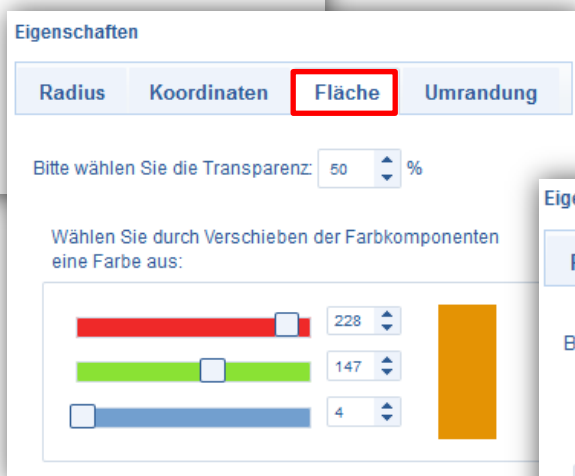 Eigenschaften
Radius Koordinaten Fläche Umrandung
Bitte wählen Sie die Transparenz: 50 %
Wählen Sie durch Verschieben der Farbkomponenten
eine Farbe aus:
228
147
4